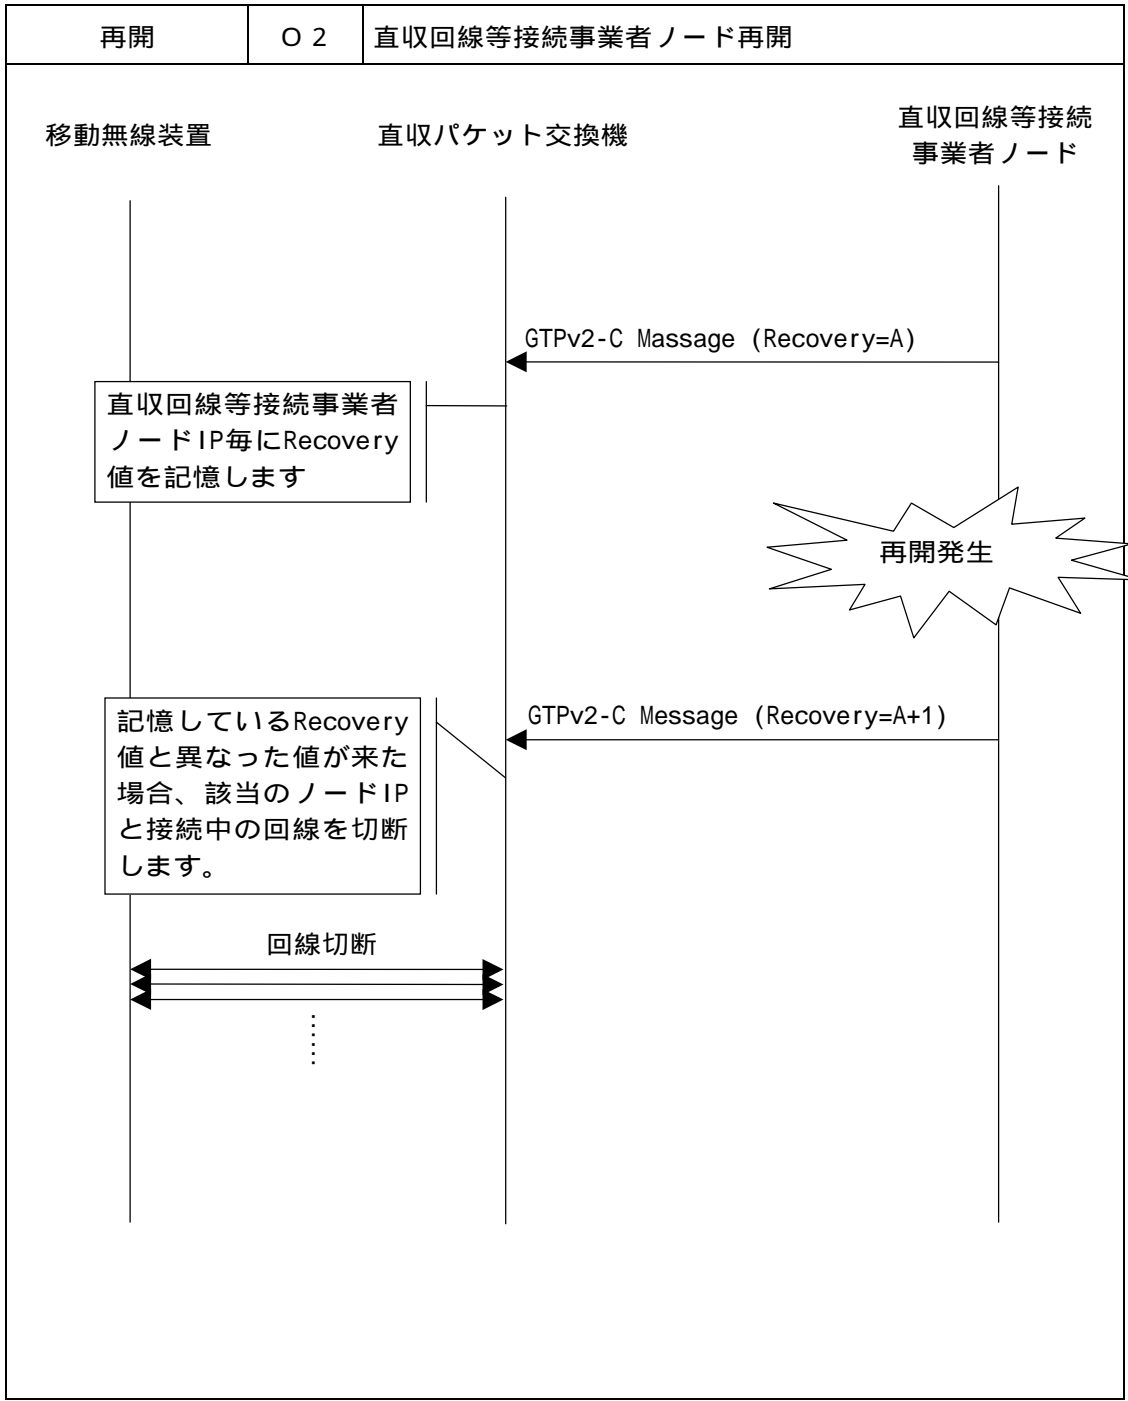 再開
Ｏ２
直収回線等接続事業者ノード再開
移動無線装置
直収パケット交換機
直収回線等接続
事業者ノード
GTPv2-C Massage (Recovery=A)
直収回線等接続事業者
ノードIP毎にRecovery
値を記憶します
再開発生
GTPv2-C Message (Recovery=A+1)
記憶しているRecovery
値と異なった値が来た
場合、該当のノードIP
と接続中の回線を切断
します。
回線切断